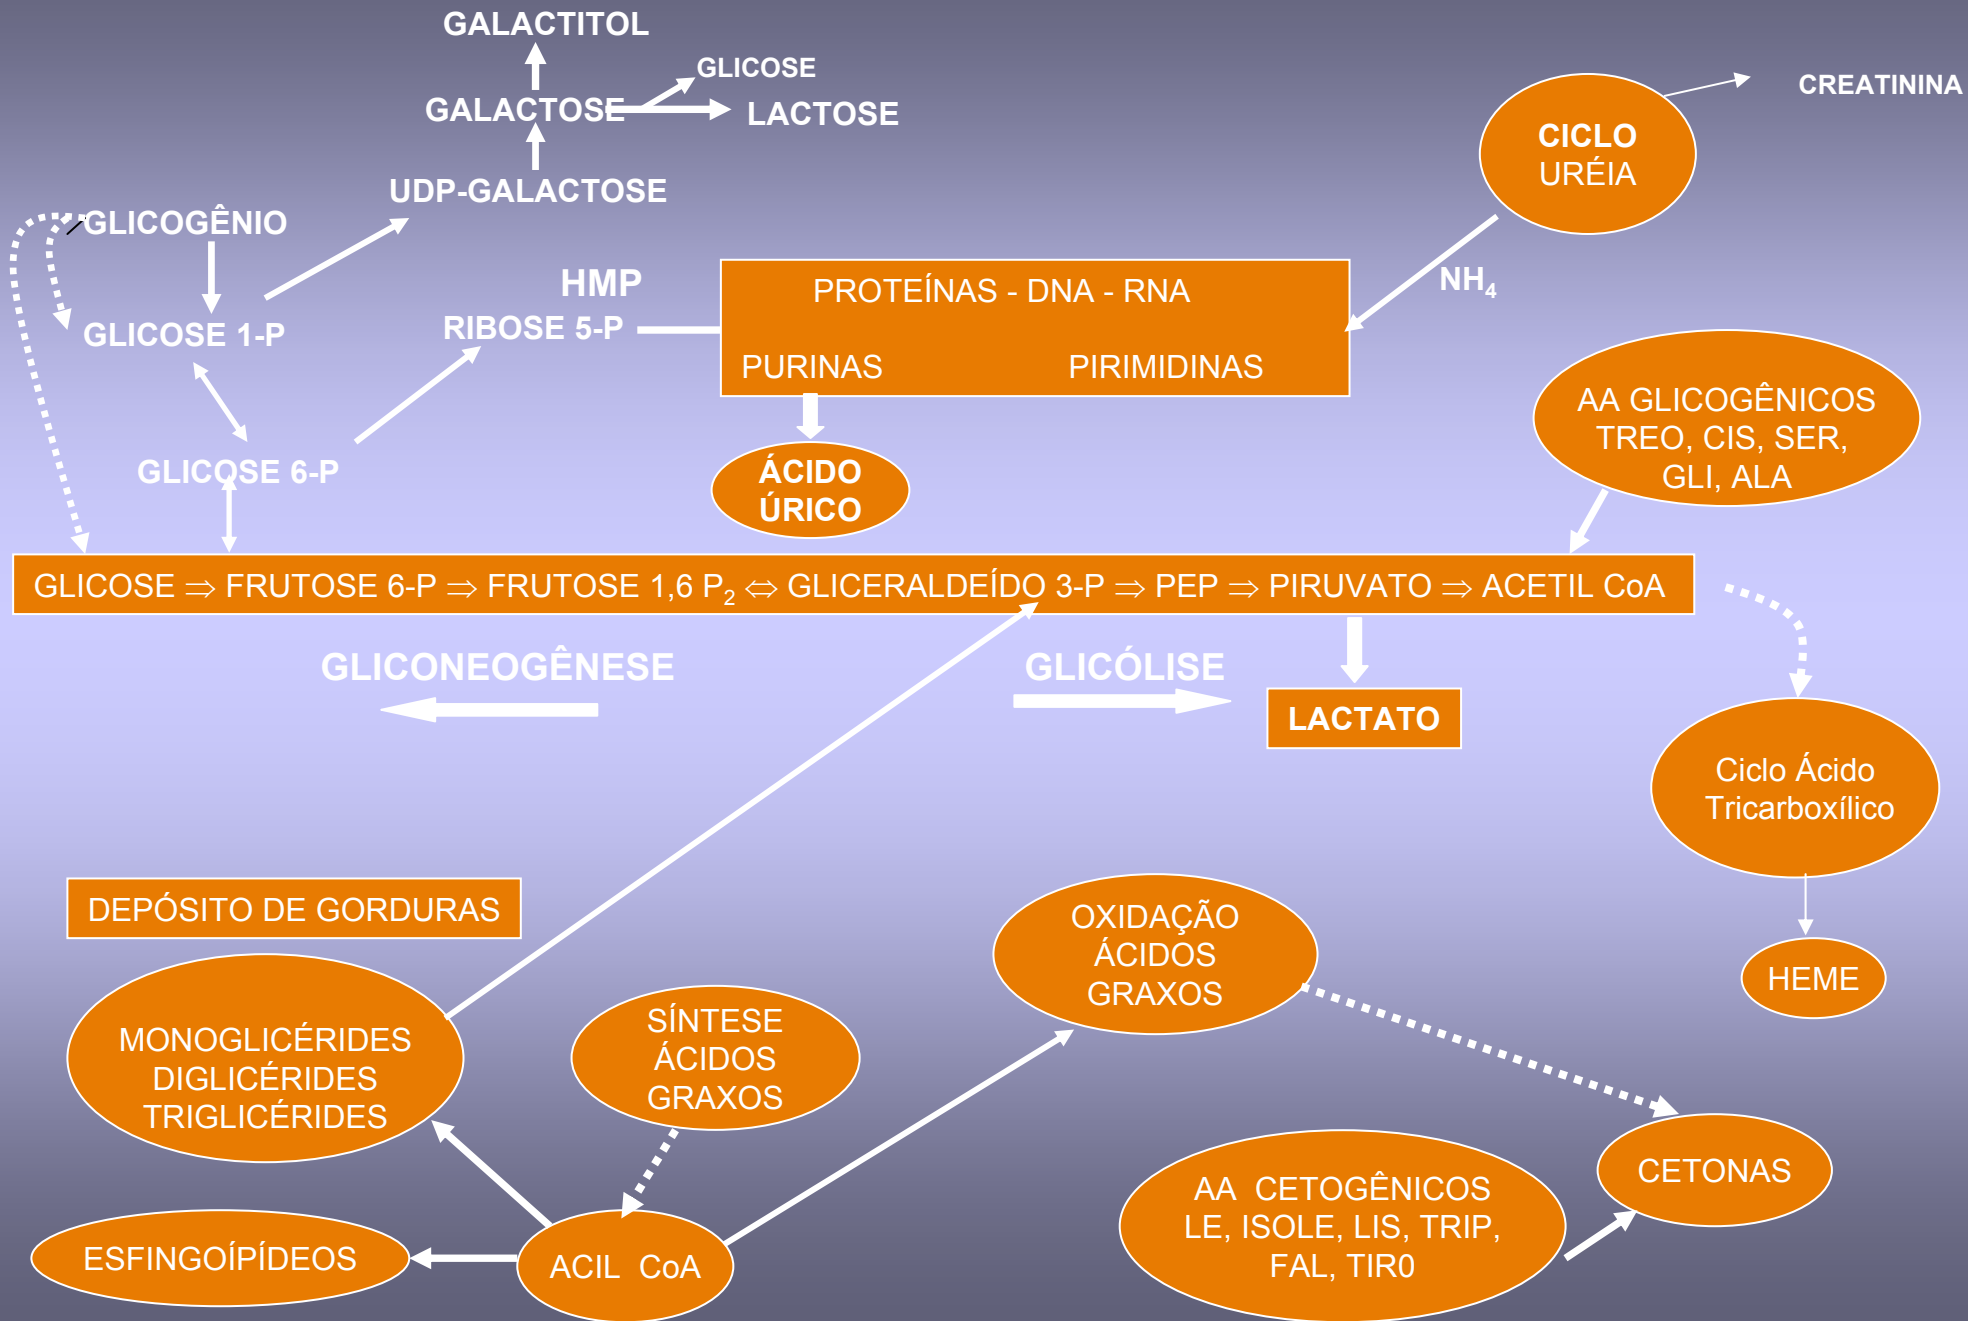 GALACTITOL
GLICOSE
GALACTOSE
LACTOSE
CREATININA
CICLO
URÉIA
UDP-GALACTOSE
GLICOGÊNIO
HMP
NH4
PROTEÍNAS - DNA - RNA
GLICOSE 1-P
RIBOSE 5-P
PURINAS PIRIMIDINAS
AA GLICOGÊNICOS
TREO, CIS, SER,
GLI, ALA
GLICOSE 6-P
ÁCIDO
ÚRICO
GLICOSE ⇒ FRUTOSE 6-P ⇒ FRUTOSE 1,6 P2 ⇔ GLICERALDEÍDO 3-P ⇒ PEP ⇒ PIRUVATO ⇒ ACETIL CoA
GLICONEOGÊNESE
GLICÓLISE
LACTATO
Ciclo Ácido
Tricarboxílico
DEPÓSITO DE GORDURAS
OXIDAÇÃO
ÁCIDOS
GRAXOS
HEME
MONOGLICÉRIDES
DIGLICÉRIDES
TRIGLICÉRIDES
SÍNTESE
ÁCIDOS
GRAXOS
CETONAS
AA CETOGÊNICOS
LE, ISOLE, LIS, TRIP,
FAL, TIR0
ESFINGOÍPÍDEOS
ACIL CoA